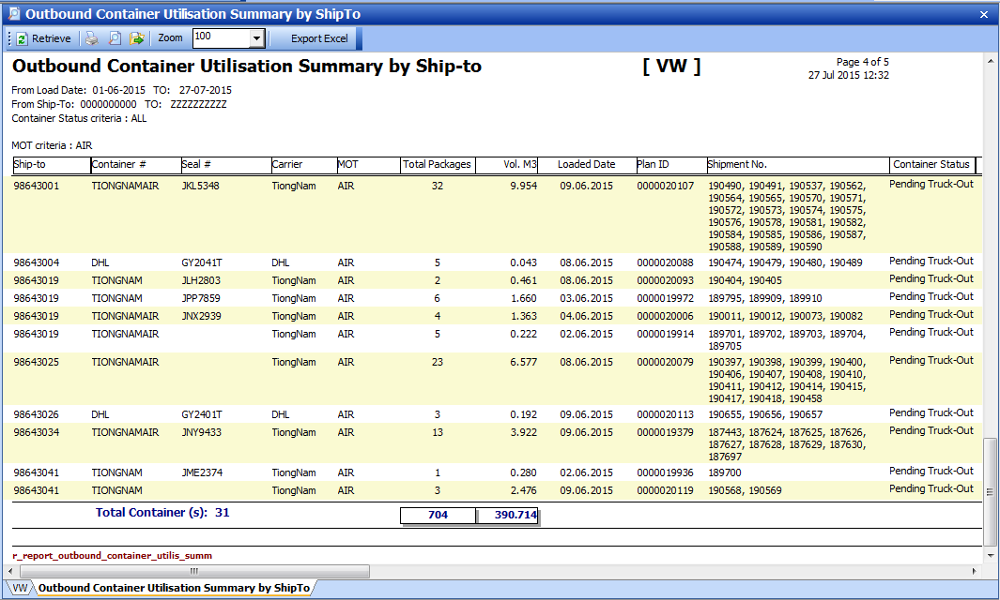 Outbound Container Utilisation Summary by ShipTo
Retrieve Zoom 100 Export Excel
Outbound Container Utilisation Summary by Ship-to [ VW ] Page 4 of 5
27 Jul 2015 12:32
From Load Date: 01-06-2015 TO: 27-07-2015
From Ship-To: 0000000000 TO: ZZZZZZZZZZ
Container Status criteria : ALL
MOT criteria : AIR
Ship-to Container # Seal # Carrier MOT Total Packages Vol. M3 Loaded Date Plan ID Shipment No. Container Status
98643001 TIONGNAMAIR JKL5348 TiongNam AIR 32 9.954 09.06.2015 0000020107 190490, 190491, 190537, 190562, Pending Truck-Out
190564, 190565, 190570, 190571,
190572, 190573, 190574, 190575,
190576, 190578, 190581, 190582,
190584, 190585, 190586, 190587,
190588, 190589, 190590
98643004 DHL GY2041T DHL AIR 5 0.043 08.06.2015 0000020088 190474, 190479, 190480, 190489 Pending Truck-Out
98643019 TIONGNAM JLH2803 TiongNam AIR 2 0.461 08.06.2015 0000020093 190404, 190405 Pending Truck-Out
98643019 TIONGNAM JPP7859 TiongNam AIR 6 1.660 03.06.2015 0000019972 189795, 189909, 189910 Pending Truck-Out
98643019 TIONGNAMAIR JNX2939 TiongNam AIR 4 1.363 04.06.2015 0000020006 190011, 190012, 190073, 190082 Pending Truck-Out
98643019 TIONGNAMAIR TiongNam AIR 5 0.222 02.06.2015 0000019914 189701, 189702, 189703, 189704, Pending Truck-Out
189705
98643025 TIONGNAMAIR TiongNam AIR 23 6.577 08.06.2015 0000020079 190397, 190398, 190399, 190400, Pending Truck-Out
190406, 190407, 190408, 190410,
190411, 190412, 190414, 190415,
190417, 190418, 190458
98643026 DHL GY2401T DHL AIR 3 0.192 09.06.2015 0000020113 190655, 190656, 190657 Pending Truck-Out
98643034 TIONGNAMAIR JNY9433 TiongNam AIR 13 3.922 09.06.2015 0000019379 187443, 187624, 187625, 187626, Pending Truck-Out
187627, 187628, 187629, 187630,
187697
98643041 TIONGNAM JME2374 TiongNam AIR 1 0.280 02.06.2015 0000019936 189700 Pending Truck-Out
98643041 TIONGNAM TiongNam AIR 3 2.476 09.06.2015 0000020119 190568, 190569 Pending Truck-Out
Total Container (s): 31 704 390.714
r_report_outbound_container_utilis_summ
VW Outbound Container Utilisation Summary by ShipTo